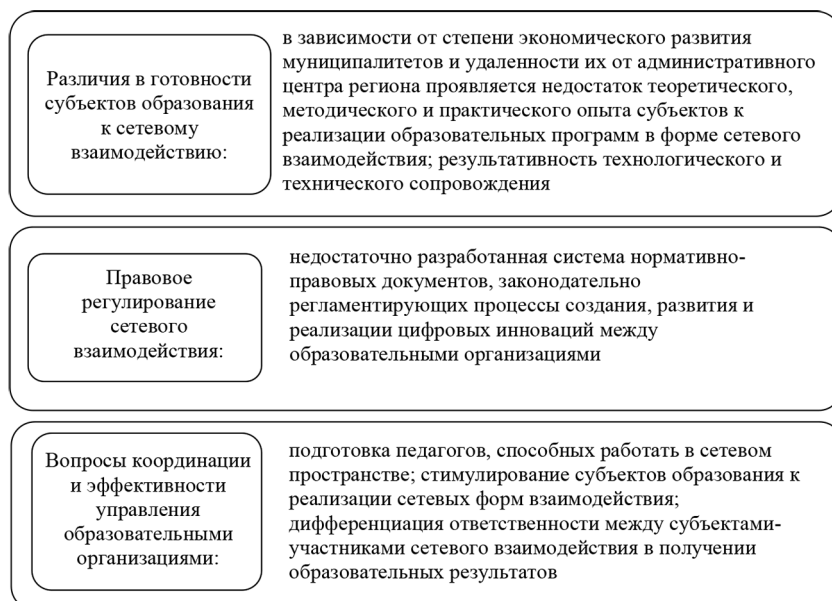 Различия в готовности
субъектов образования
к сетевому
взаимодействию:
в зависимости от степени экономического развития
муниципалитетов и удаленности их от административного
центра региона проявляется недостаток теоретического,
методического и практического опыта субъектов к
реализации образовательных программ в форме сетевого
взаимодействия; результативность технологического и
технического сопровождения
Правовое
регулирование
сетевого
взаимодействия:
недостаточно разработанная система нормативно-
правовых документов, законодательно
регламентирующих процессы создания, развития и
реализации цифровых инноваций между
образовательными организациями
Вопросы координации
и эффективности
управления
образовательными
организациями:
подготовка педагогов, способных работать в сетевом
пространстве; стимулирование субъектов образования к
реализации сетевых форм взаимодействия;
дифференциация ответственности между субъектами-
участниками сетевого взаимодействия в получении
образовательных результатов